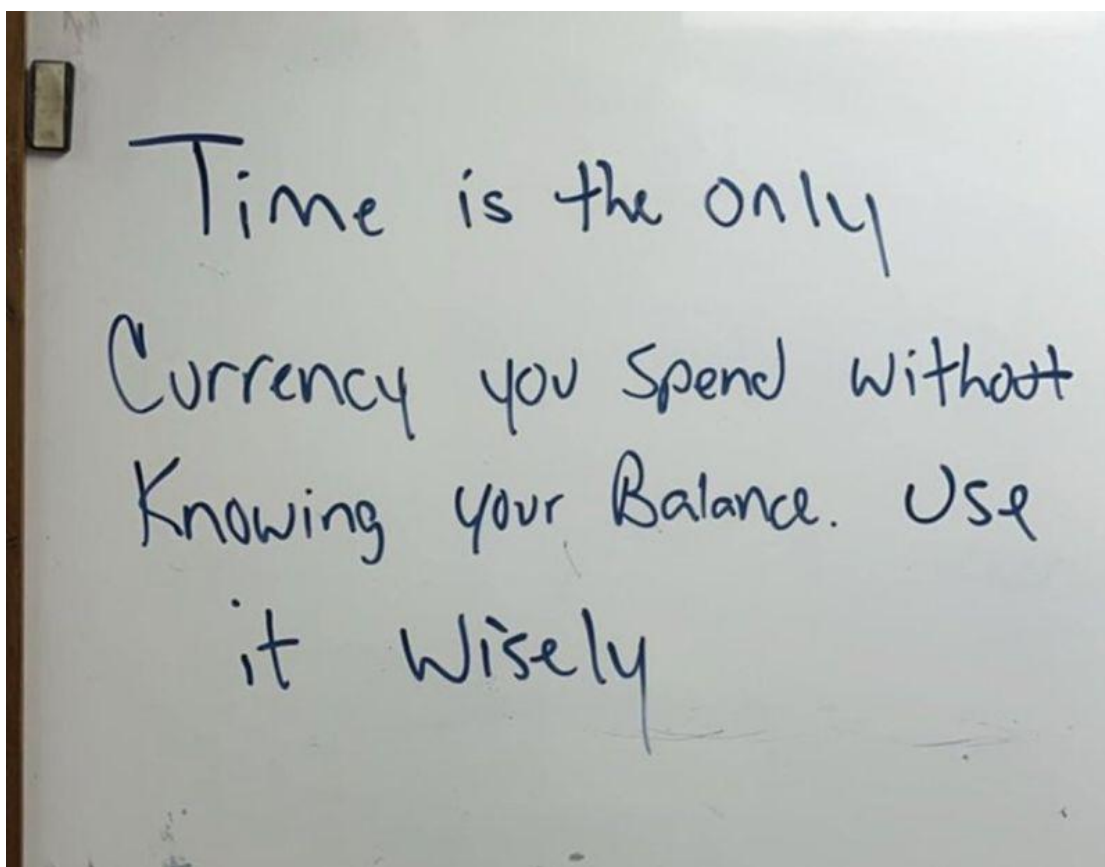 Time is the only
Currency you Spend without
Knowing your Balance. Use
it Wisely